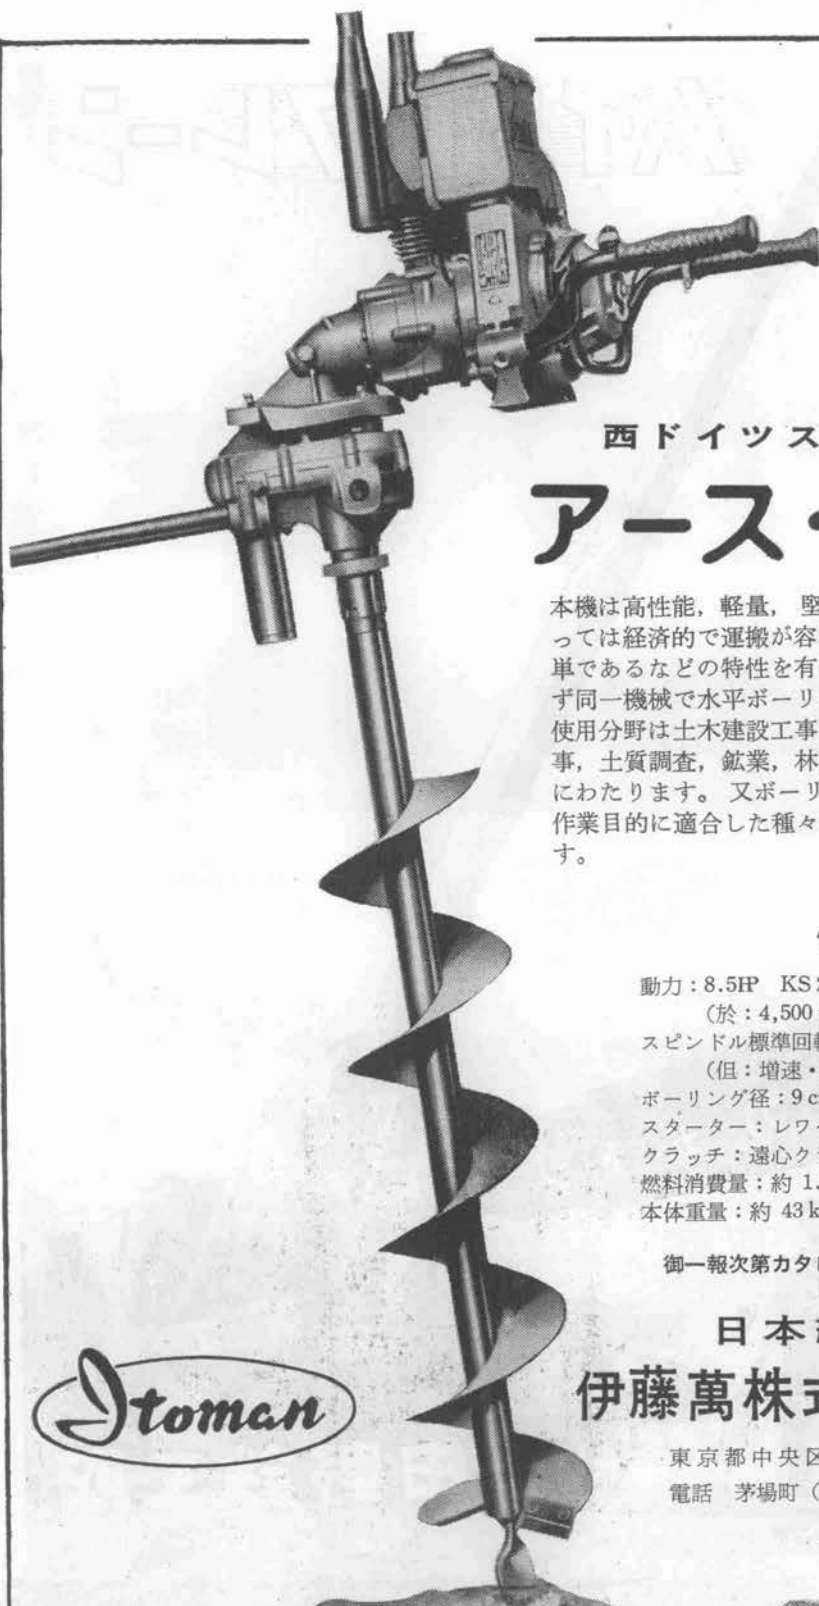 西ドイツス
アース・
本機は高性能, 軽量, 堅
っては経済的で運搬が容
単であるなどの特性を有
ず同一機械で水平ボーリ
使用分野は土木建設工事
事, 土質調査, 鉱業, 林
にわたります。 又ボーリ
作業目的に適合した種々
す。
動力：8.5HP KS
（於：4,500
スピンドル標準回転
（但：増速・
ボーリング径：9c
スターター：レワ
クラッチ：遠心ク
燃料消費量：約 1.
本体重量：約 43k
御一報次第カタロ
日本
伊藤萬株式
Itoman
東京都中央区
電話 茅場町（